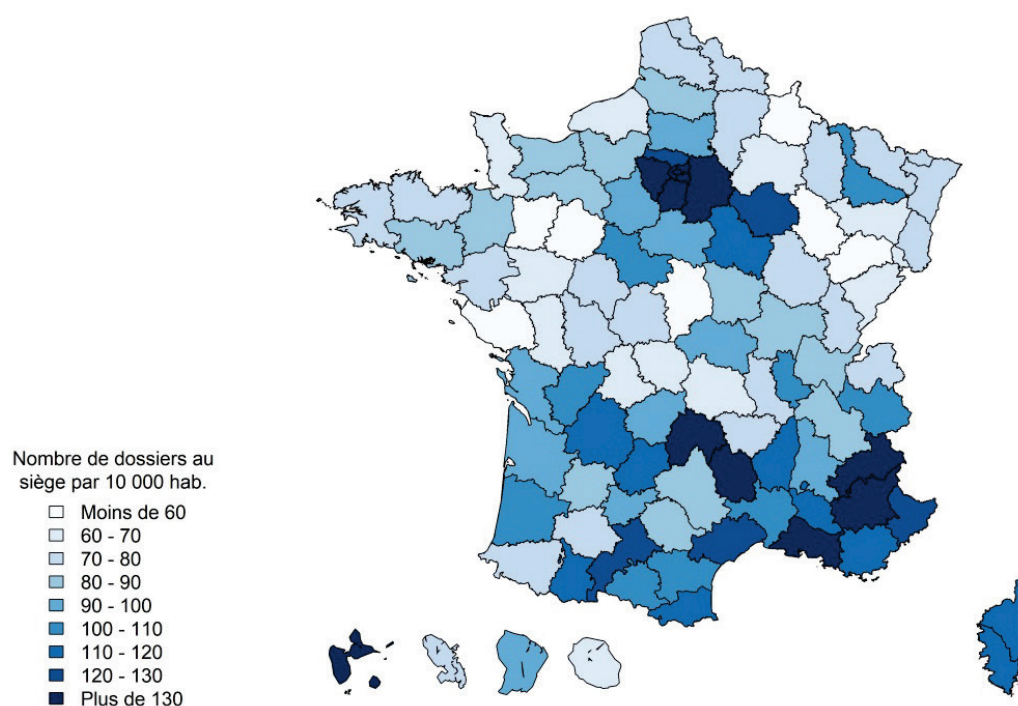 Nombre de dossiers au
siège par 10 000 hab.
Moins de 60
60 - 70
70 - 80
80 - 90
90 - 100
100 - 110
110 - 120
120 - 130
Plus de 130